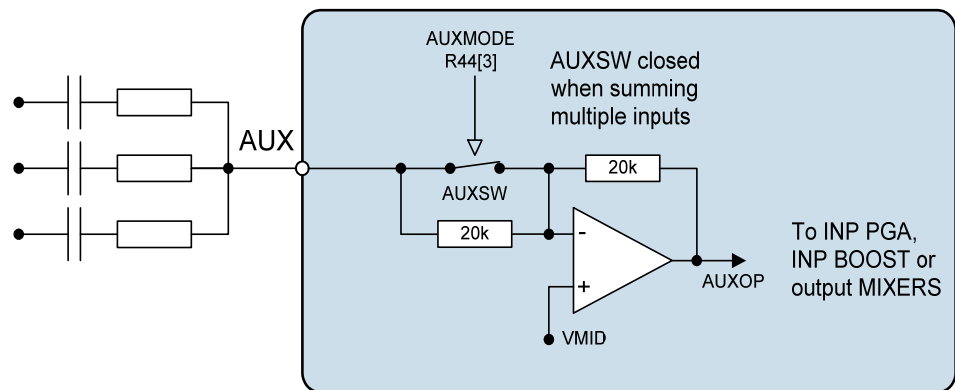 AUXMODE
R44[3]
AUXSW closed
when summing
multiple inputs
AUX
AUXSW
20k
20k
-
+
VMID
AUXOP
To INP PGA,
INP BOOST or
output MIXERS